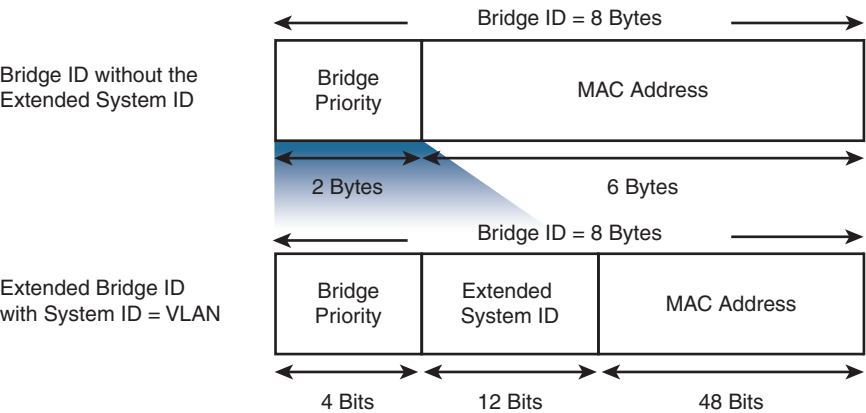 Bridge ID = 8 Bytes
Bridge ID without the
Extended System ID
Bridge
Priority
MAC Address
2 Bytes
6 Bytes
Bridge ID = 8 Bytes
Extended Bridge ID
with System ID = VLAN
Bridge
Priority
Extended
System ID
MAC Address
4 Bits
12 Bits
48 Bits